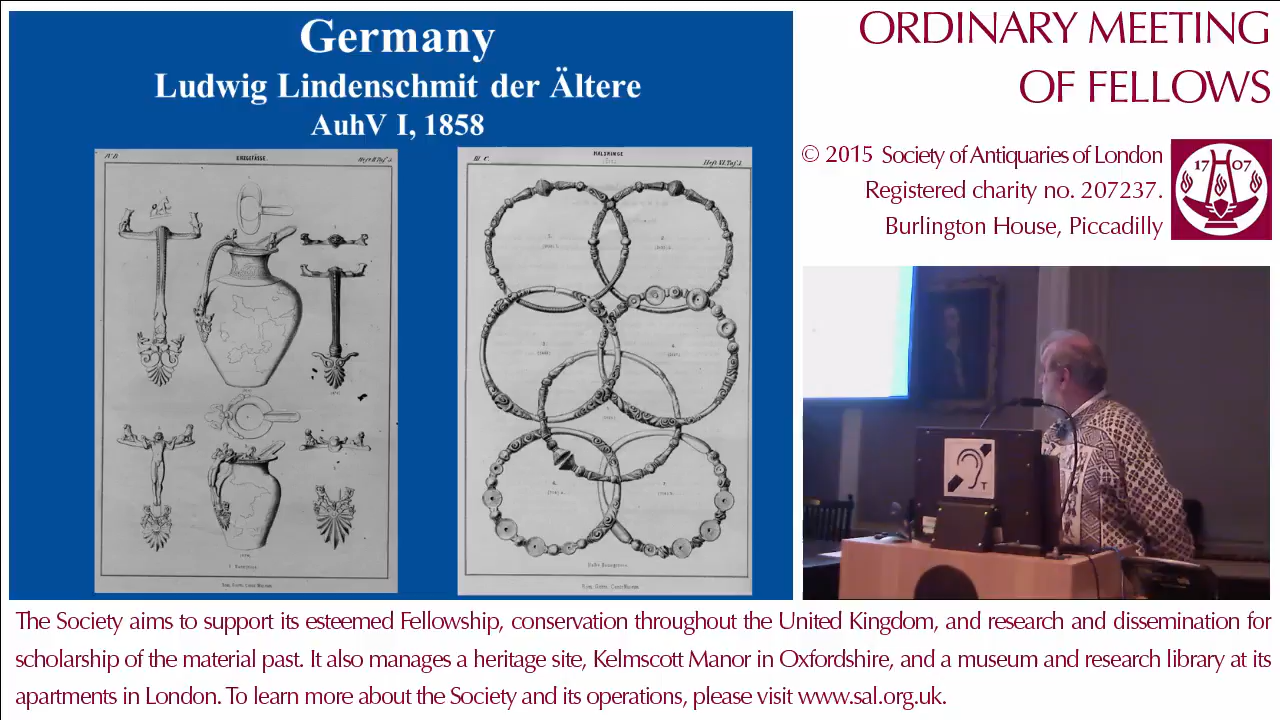 Germany
Ludwig Lindenschmit der Ältere
AuhV I, 1858
ERZGEFÄSSE.
HALSRINGE
ORDINARY MEETING
OF FELLOWS
© 2015 Society of Antiquaries of London
Registered charity no. 207237.
Burlington House, Piccadilly
17 07
T
The Society aims to support its esteemed Fellowship, conservation throughout the United Kingdom, and research and dissemination for
scholarship of the material past. It also manages a heritage site, Kelmscott Manor in Oxfordshire, and a museum and research library at its
apartments in London. To learn more about the Society and its operations, please visit www.sal.org.uk.